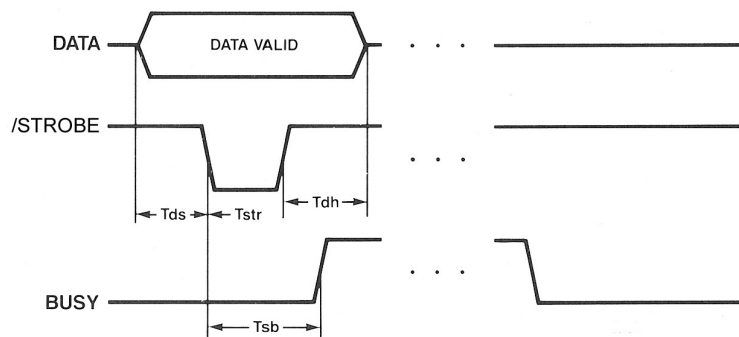 DATA
DATA VALID
/STROBE
Tds
Tstr
Tdh
BUSY
Tsb